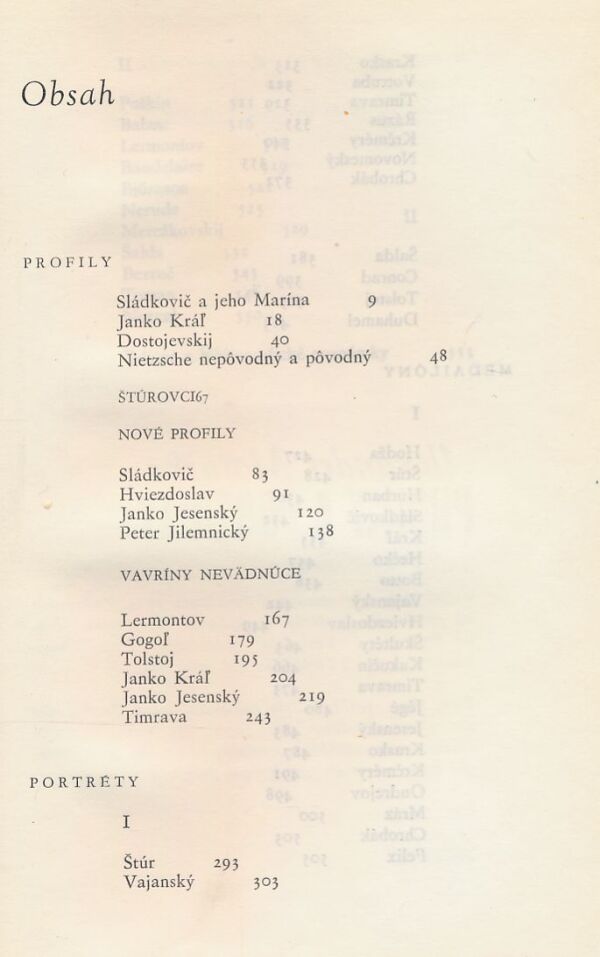 Obsah
PROFILY
Sládkovič a jeho Marína 9
Janko Kráľ 18
Dostojevskij 40
Nietzsche nepôvodný a pôvodný 48
ŠTÚROVCI67
NOVÉ PROFILY
Sládkovič 83
Hviezdoslav 91
Janko Jesenský 120
Peter Jilemnický 138
VAVRÍNY NEVÄDNÚCE
Lermontov 167
Gogoľ 179
Tolstoj 195
Janko Kráľ 204
Janko Jesenský 219
Timrava 243
PORTRÉTY
I
Štúr 293
Vajanský 303